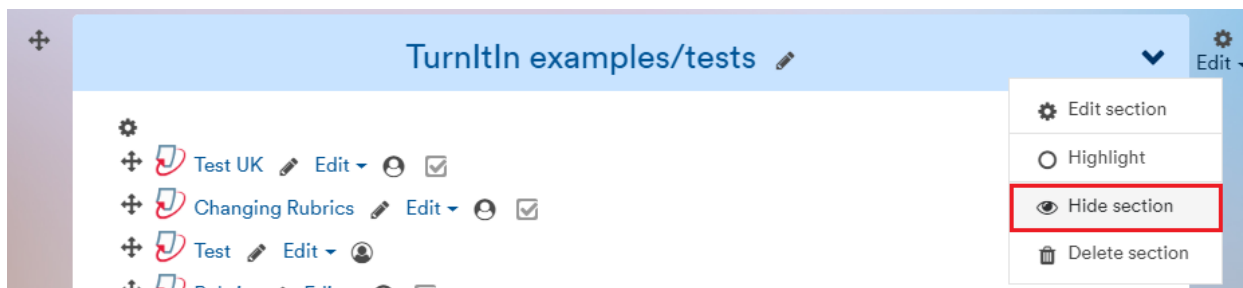 TurnItIn examples/tests
Edit
Edit section
Highlight
Hide section
Delete section
Test UK Edit
Changing Rubrics Edit
Test Edit